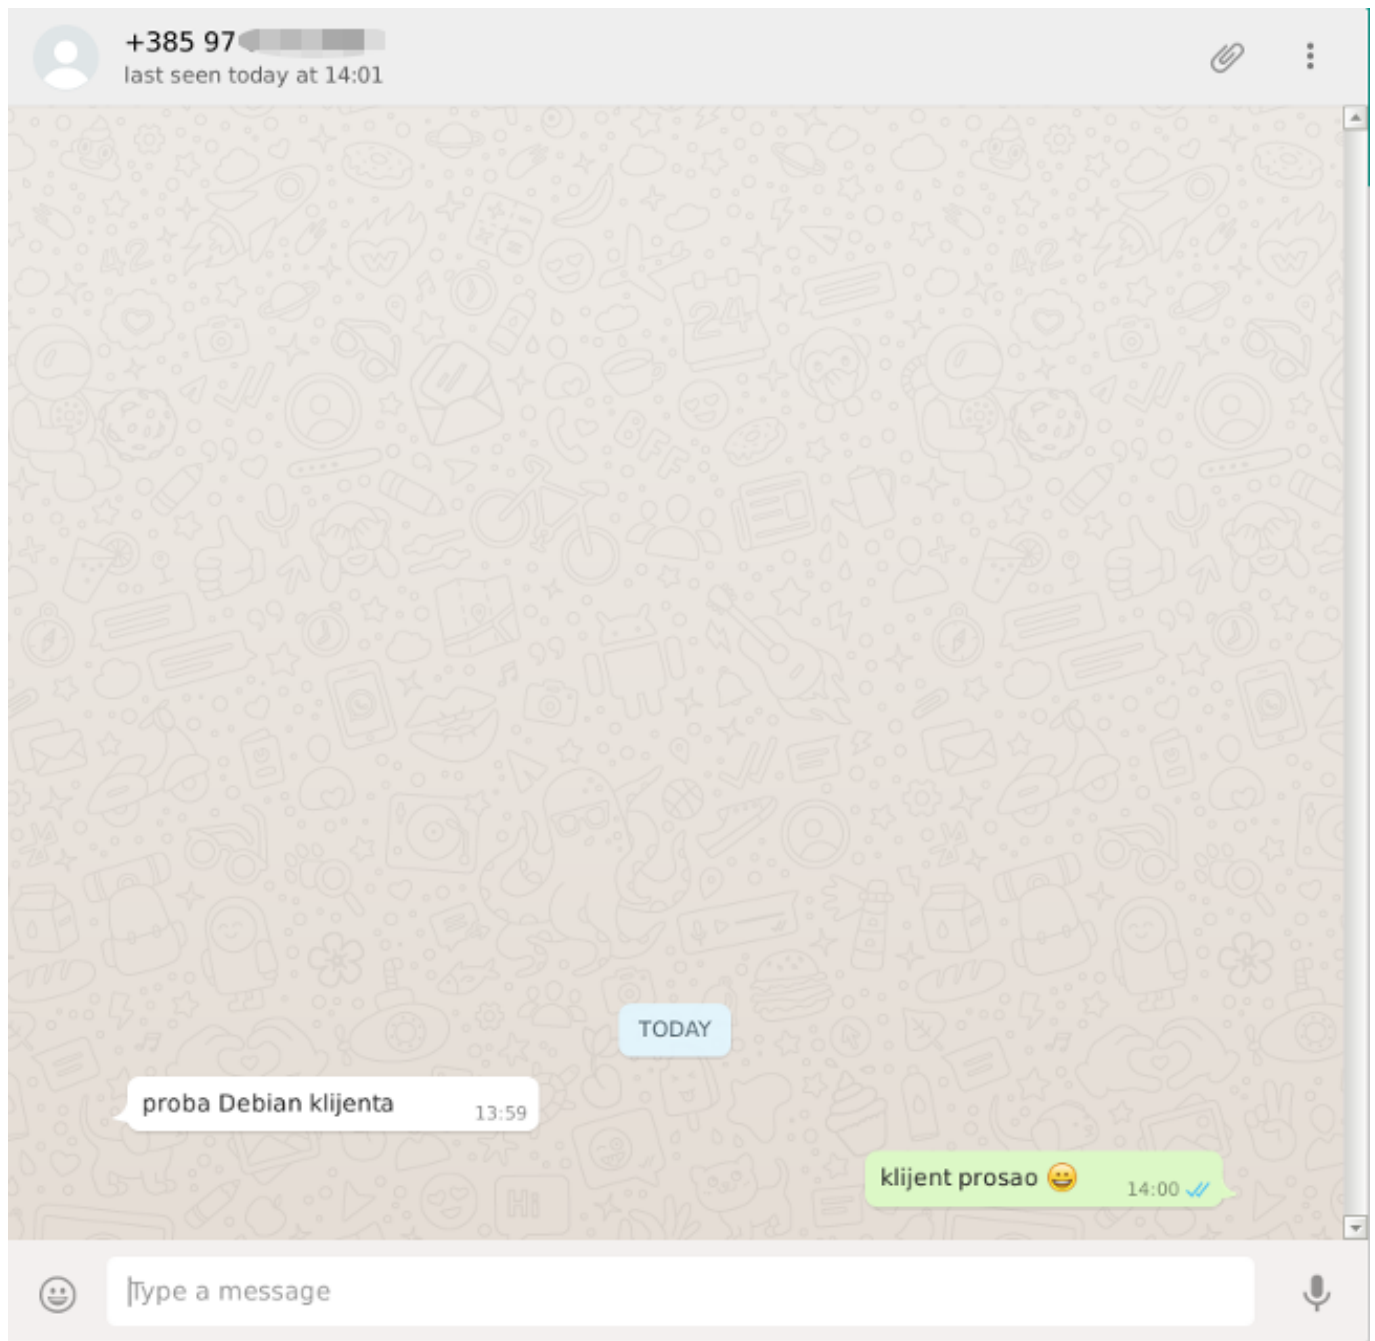 +385 97
last seen today at 14:01
TODAY
proba Debian klijenta 13:59
klijent prosao 😀 14:00
Type a message